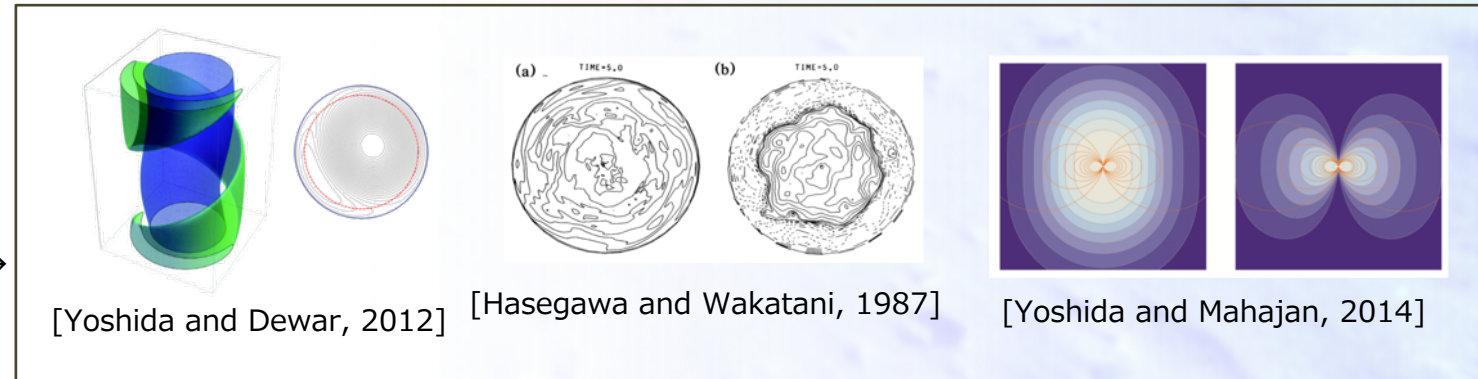 (a)
TIME=5.0
(b)
TIME=5.0
[Yoshida and Dewar, 2012]
[Hasegawa and Wakatani, 1987]
[Yoshida and Mahajan, 2014]